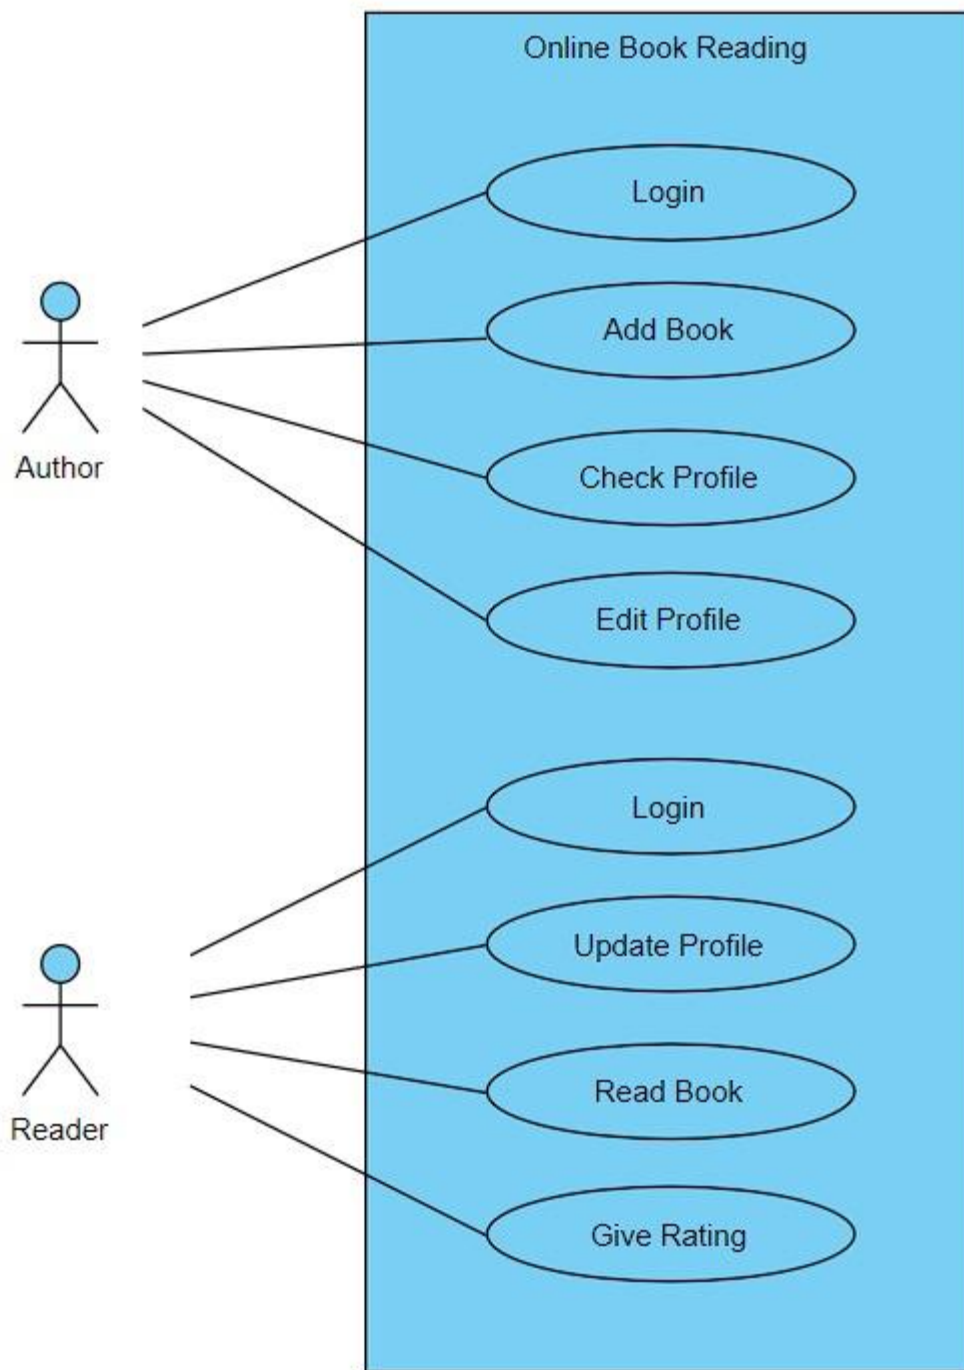 Online Book Reading
Login
Add Book
Author
Check Profile
Edit Profile
Login
Update Profile
Read Book
Reader
Give Rating